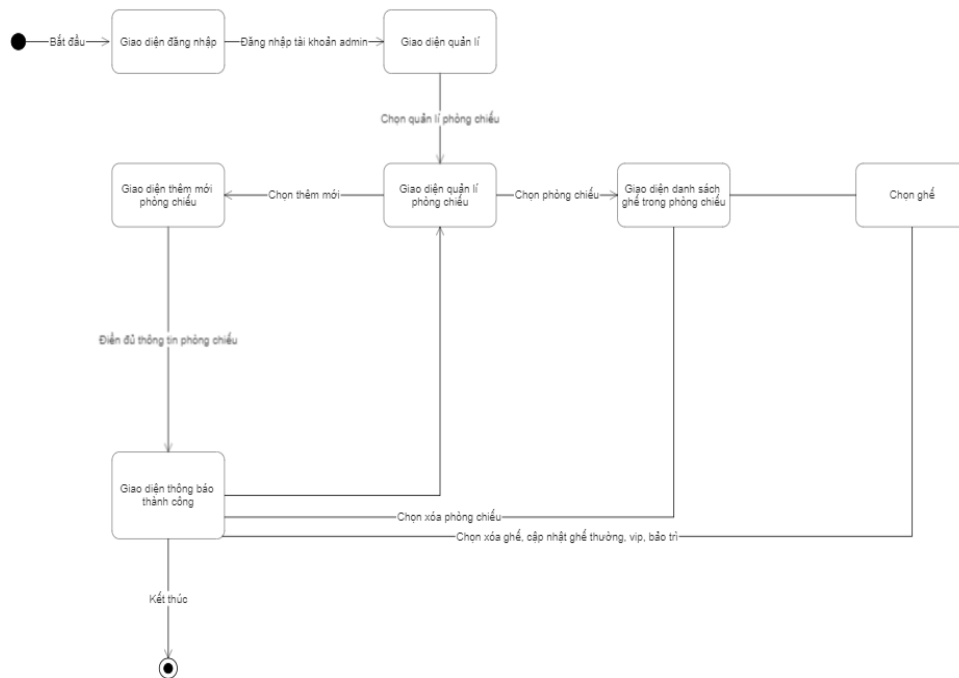 Bắt đầu
Giao diện đăng nhập
Đăng nhập tài khoản admin
Giao diện quản lí
Chọn quản lí phòng chiếu
Giao diện thêm mới
phòng chiếu
Chọn thêm mới
Giao diện quản lí
phòng chiếu
Chọn phòng chiếu
Giao diện danh sách
ghế trong phòng chiếu
Chọn ghế
Điền đủ thông tin phòng chiếu
Giao diện thông báo
thành công
Chọn xóa phòng chiếu
Chọn xóa ghế, cập nhật ghế thường, vip, bảo trì
Kết thúc